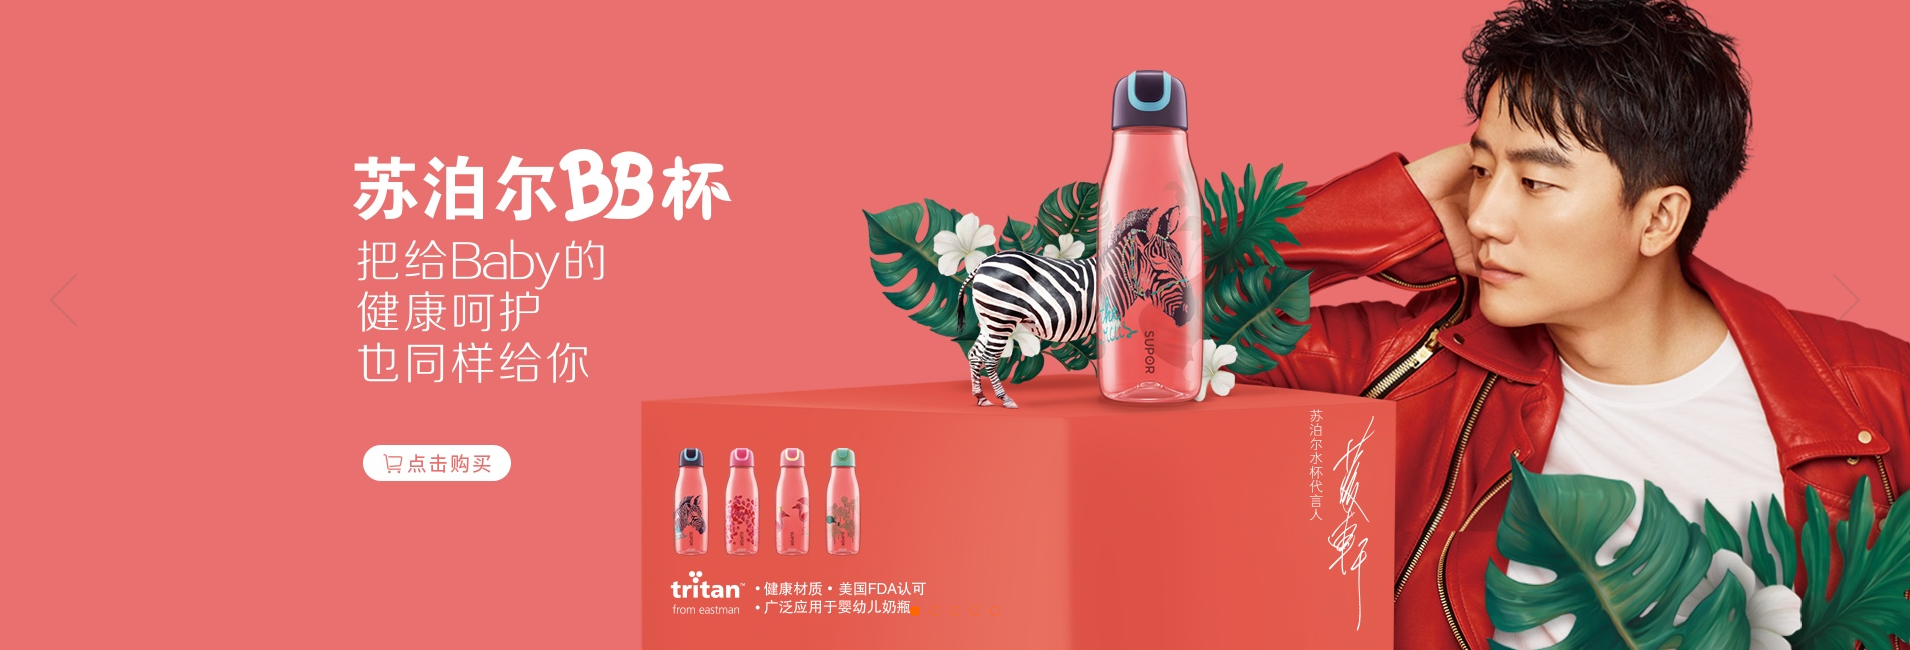 苏泊尔BB杯
把给Baby的
健康呵护
也同样给你
点击购买
SUPOR
tritan™
from eastman
• 健康材质 • 美国FDA认可
• 广泛应用于婴幼儿奶瓶
苏泊尔水杯代言人